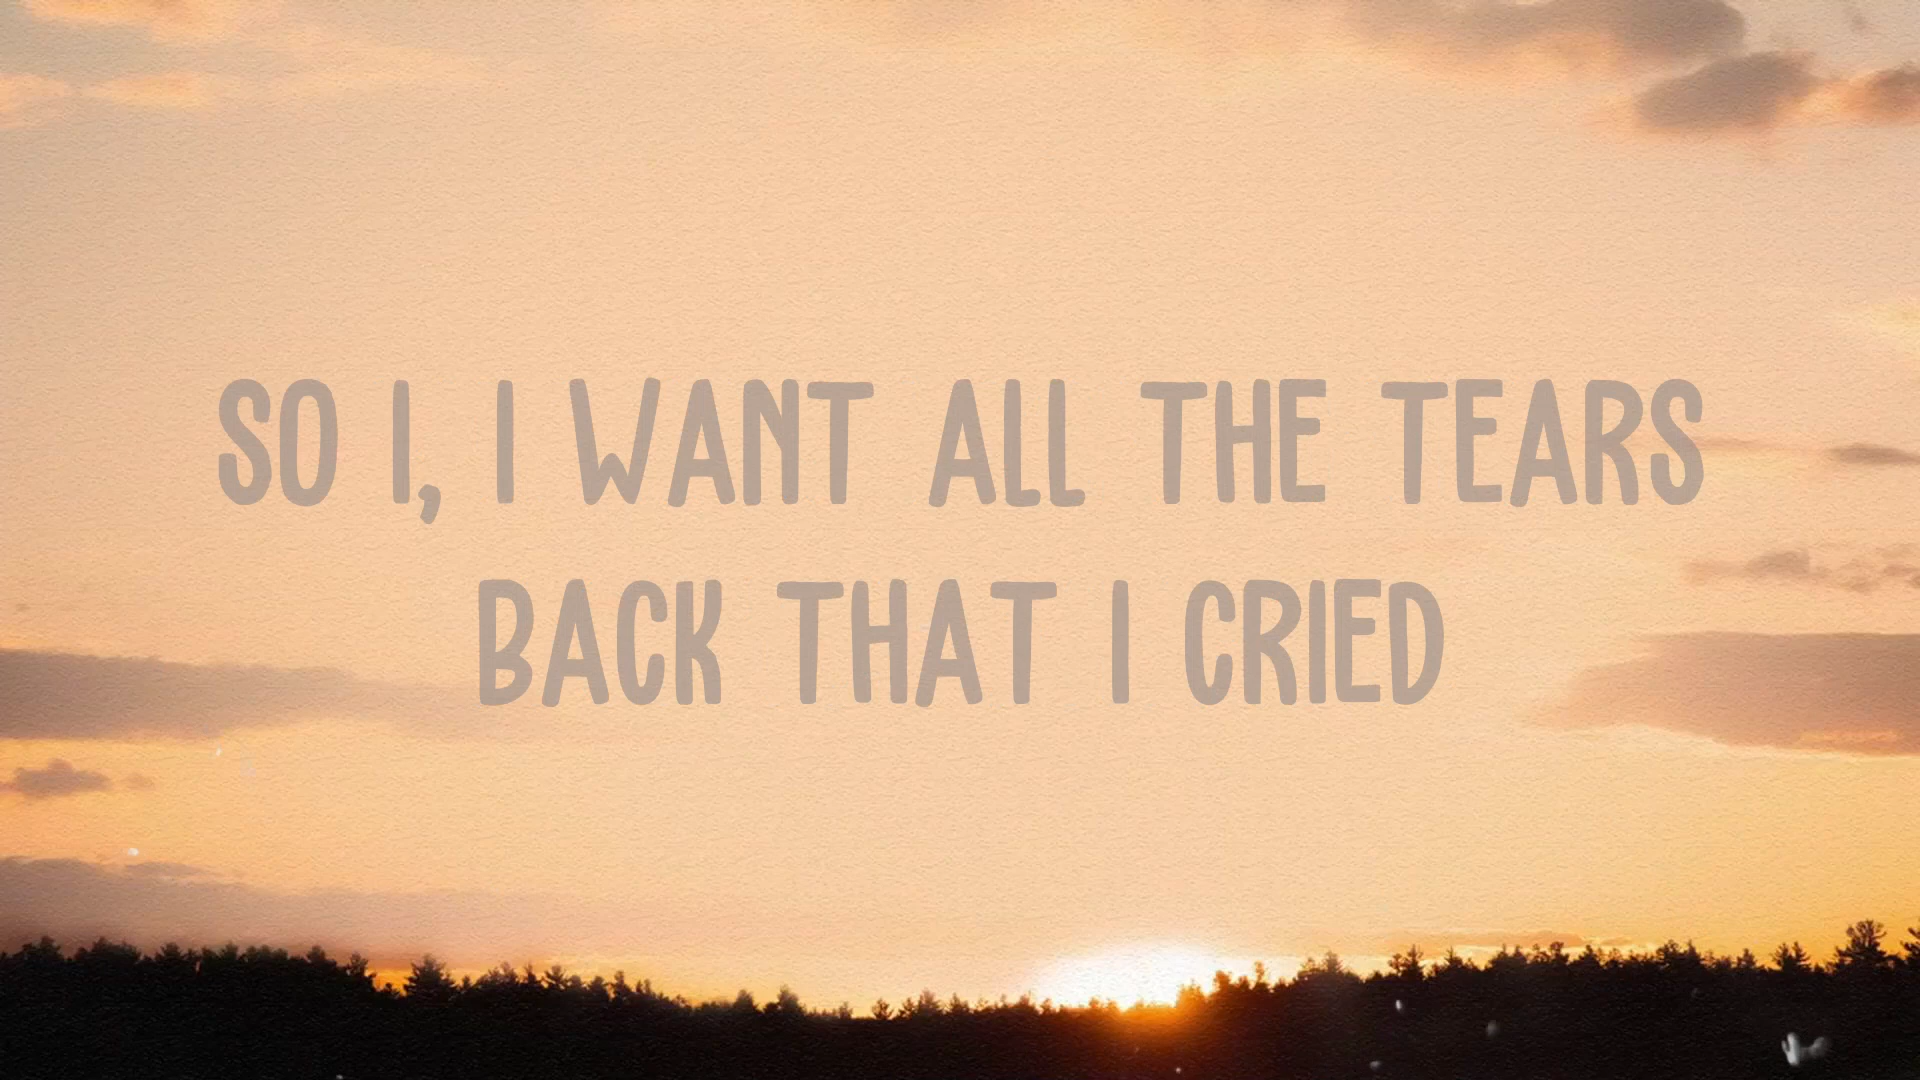 SO I, I WANT ALL THE TEARS
BACK THAT I CRIED